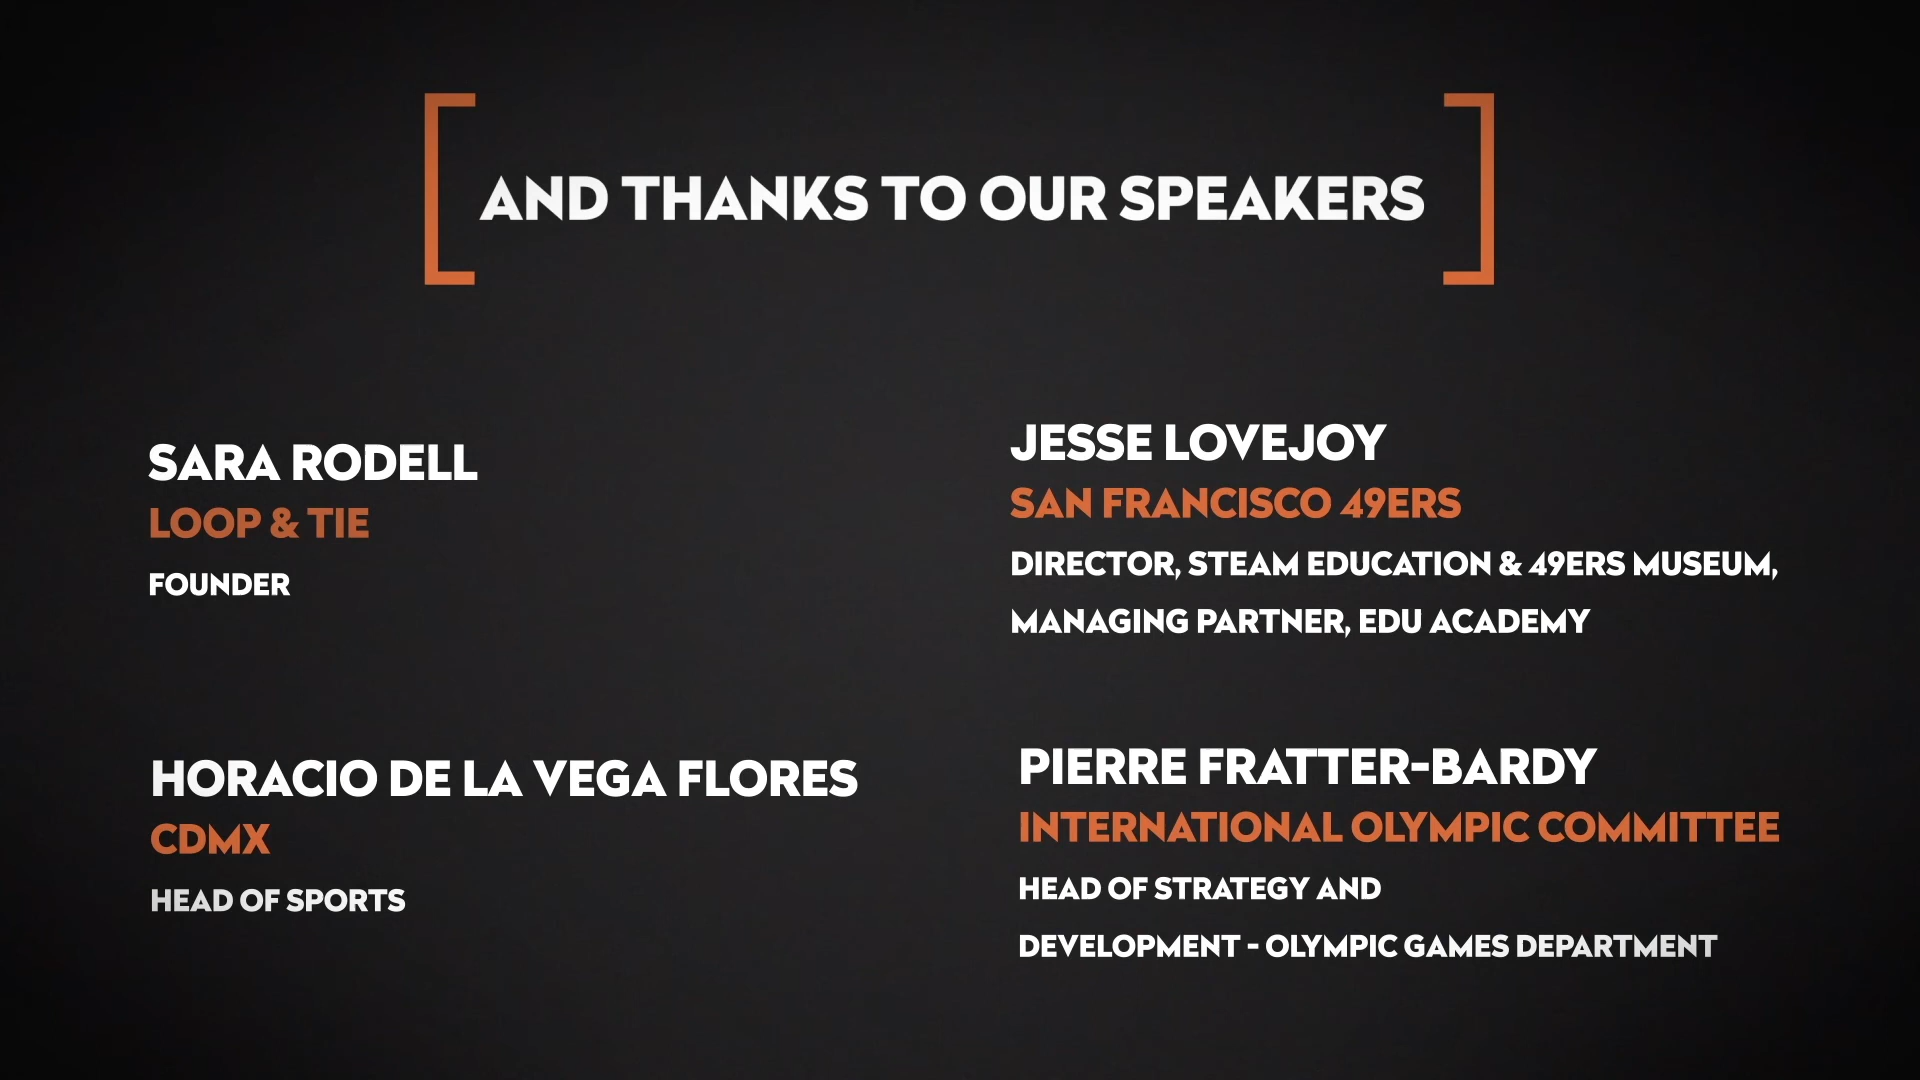 AND THANKS TO OUR SPEAKERS
SARA RODELL
LOOP & TIE
FOUNDER
JESSE LOVEJOY
SAN FRANCISCO 49ERS
DIRECTOR, STEAM EDUCATION & 49ERS MUSEUM,
MANAGING PARTNER, EDU ACADEMY
HORACIO DE LA VEGA FLORES
CDMX
HEAD OF SPORTS
PIERRE FRATTER-BARDY
INTERNATIONAL OLYMPIC COMMITTEE
HEAD OF STRATEGY AND
DEVELOPMENT - OLYMPIC GAMES DEPARTMENT